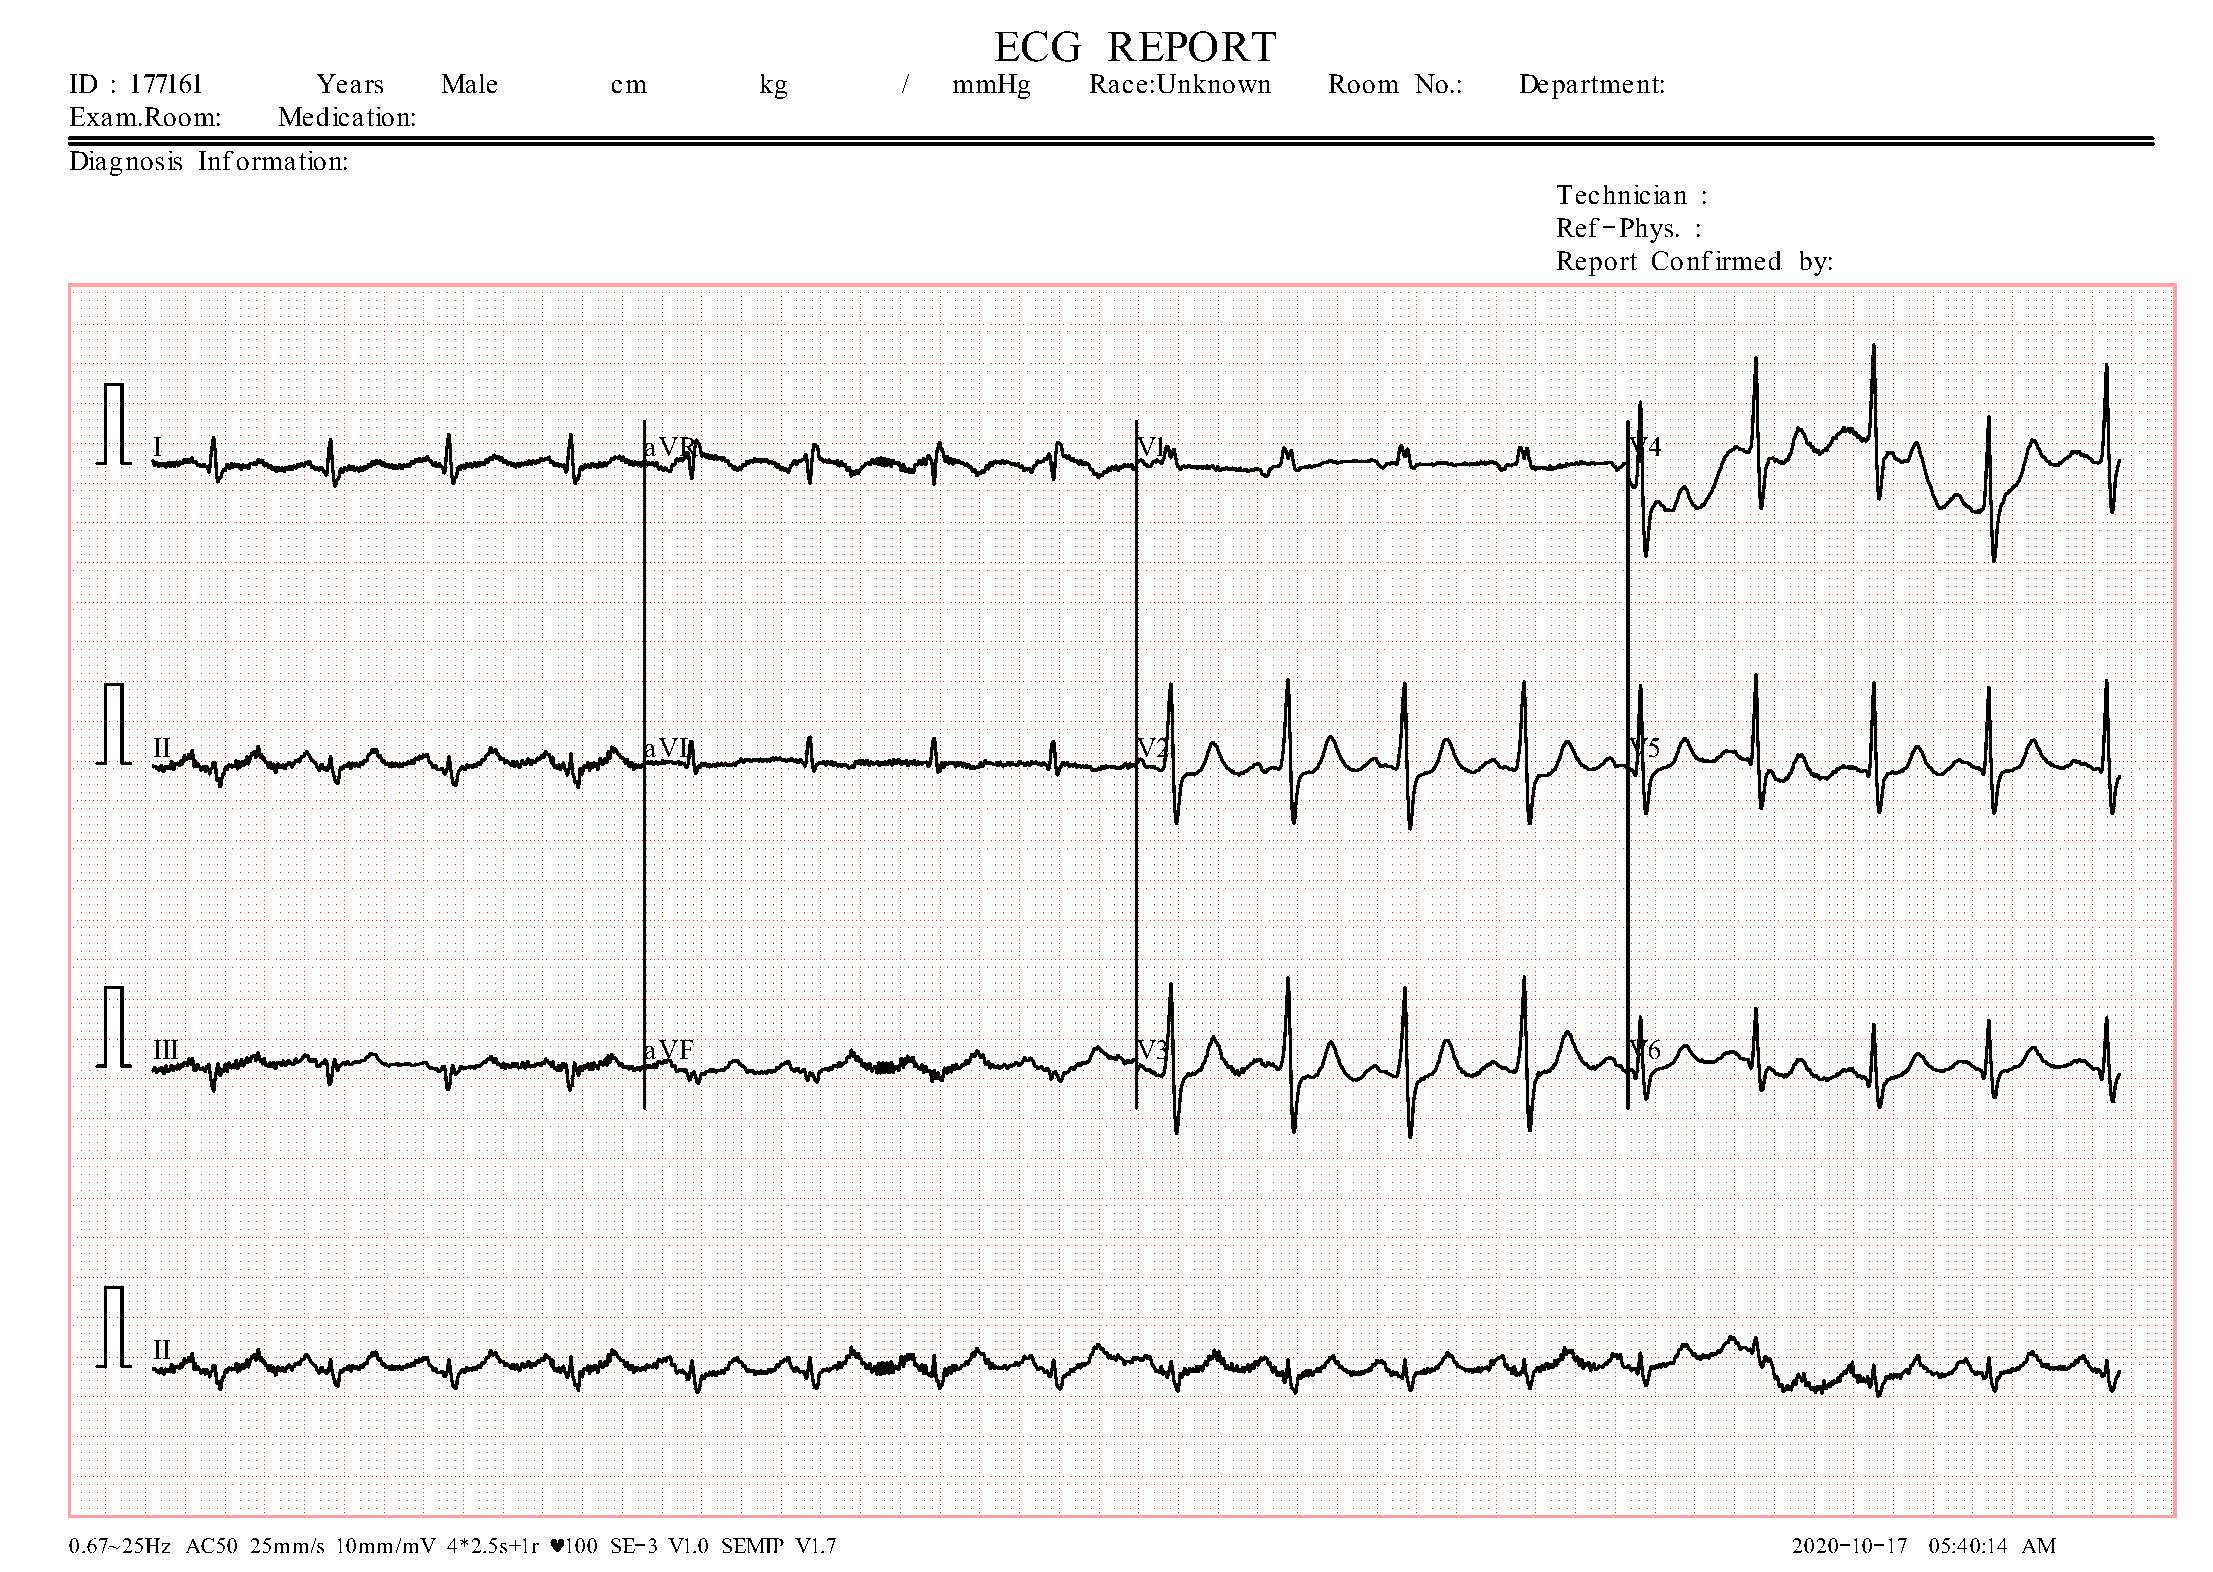 ECG REPORT
ID : 177161 Years Male cm kg / mmHg Race:Unknown Room No.: Department:
Exam.Room: Medication:
Diagnosis Information:
Technician :
Ref-Phys. :
Report Confirmed by:
I aVR V1 V4
II aVL V2 V5
III aVF V3 V6
II
0.67~25Hz AC50 25mm/s 10mm/mV 4*2.5s+1r ♥100 SE-3 V1.0 SEMIP V1.7 2020-10-17 05:40:14 AM